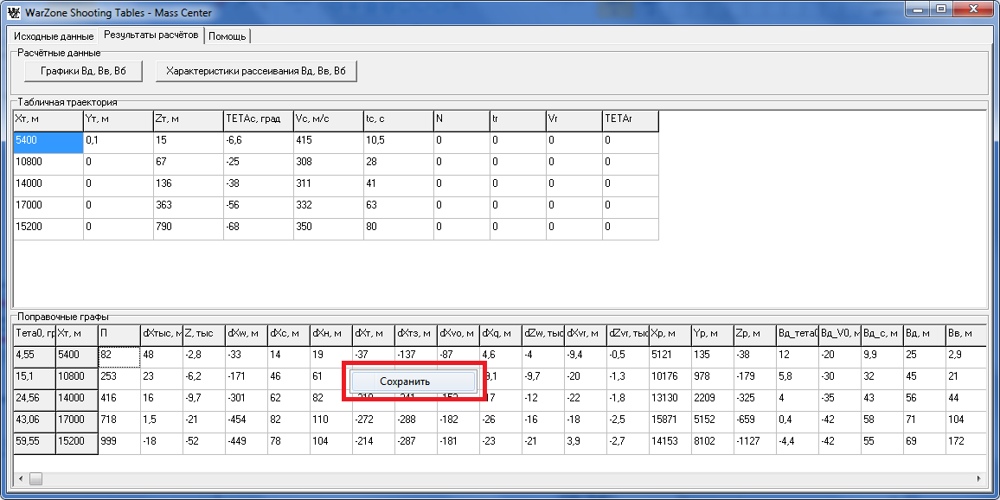 WarZone Shooting Tables - Mass Center
Исходные данные Результаты расчётов Помощь
Расчётные данные
Графики Вд, Вв, Вб Характеристики рассеивания Вд, Вв, Вб
Табличная траектория
Xт, м Yт, м Zт, м TETAc, град Vc, м/с tc, с N tr Vr TETAr
5400 0,1 15 -6,6 415 10,5 0 0 0 0
10800 0 67 -25 308 28 0 0 0 0
14000 0 136 -38 311 41 0 0 0 0
17000 0 363 -56 332 63 0 0 0 0
15200 0 790 -68 350 80 0 0 0 0
Поправочные графы
Тета0, гр Xт, м П dXтыс, м Z, тыс dXw, м dXс, м dXн, м dXт, м dXтз, м dXvo, м dXq, м dZw, тыс dXvr, м dZvr, тыс Xр, м Yр, м Zр, м Вд_тета0 Вд_V0, м Вд_с, м Вд, м Вв, м
4,55 5400 82 48 -2,8 -33 14 19 -37 -137 -87 4,6 -4 -9,4 -0,5 5121 135 -38 12 -20 9,9 25 2,9
15,1 10800 253 23 -6,2 -171 46 61 -9,7 -20 -1,3 10176 978 -179 5,8 -30 32 45 21
Сохранить
24,56 14000 416 16 -9,7 -301 62 82 -12 -22 -1,8 13130 2209 -325 4 -35 43 56 44
43,06 17000 718 1,5 -21 -454 82 110 -272 -288 -182 -26 -16 -18 -2,5 15871 5152 -659 0,4 -42 58 71 104
59,55 15200 999 -18 -52 -449 78 104 -214 -287 -181 -23 -21 3,9 -2,7 14153 8102 -1127 -4,4 -42 55 69 172